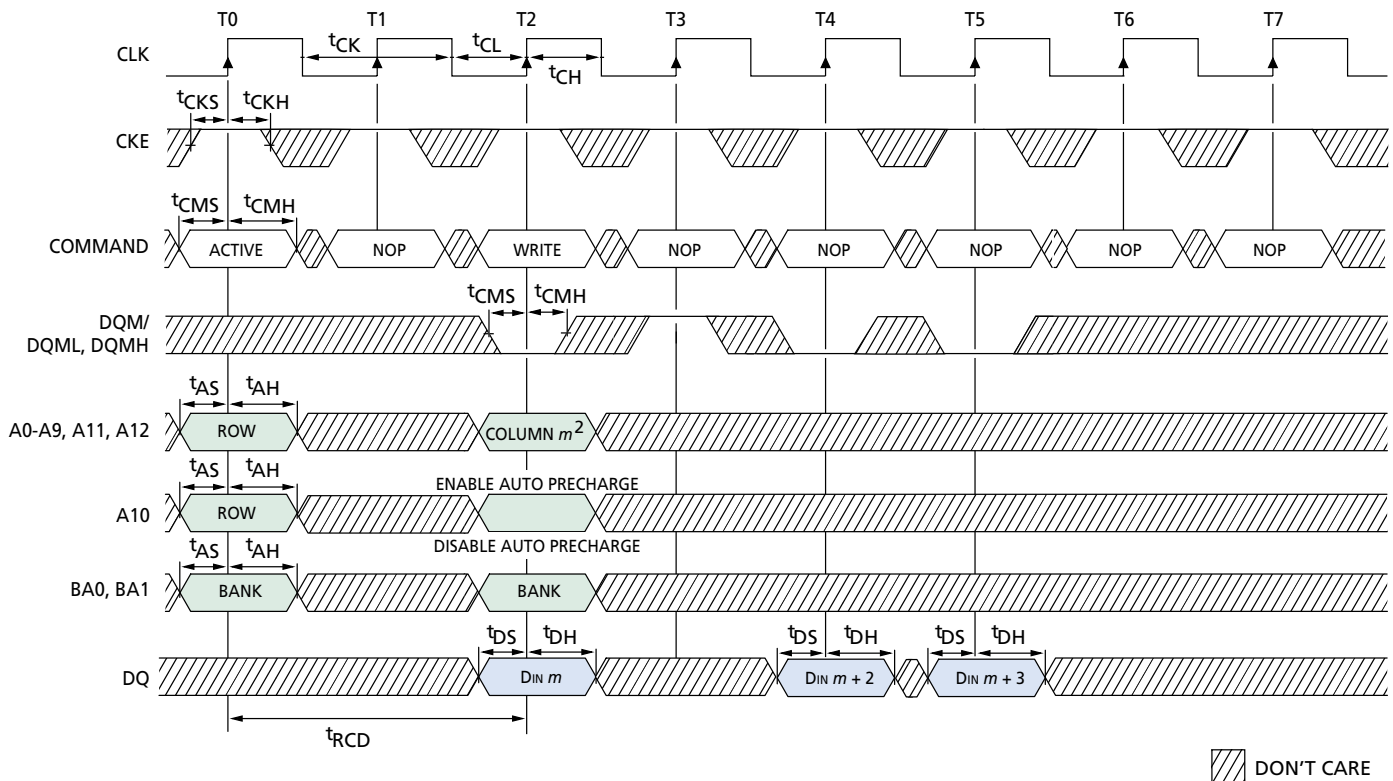 T0 T1 T2 T3 T4 T5 T6 T7
CLK
tCK tCL
tCH
tCKS tCKH
CKE
tCMS tCMH
COMMAND ACTIVE NOP WRITE NOP NOP NOP NOP NOP
tCMS tCMH
DQM/
DQML, DQMH
tAS tAH
A0-A9, A11, A12 ROW COLUMN m2
tAS tAH ENABLE AUTO PRECHARGE
A10 ROW
DISABLE AUTO PRECHARGE
tAS tAH
BA0, BA1 BANK BANK
tDS tDH tDS tDH tDS tDH
DQ DIN m DIN m + 2 DIN m + 3
tRCD
DON'T CARE